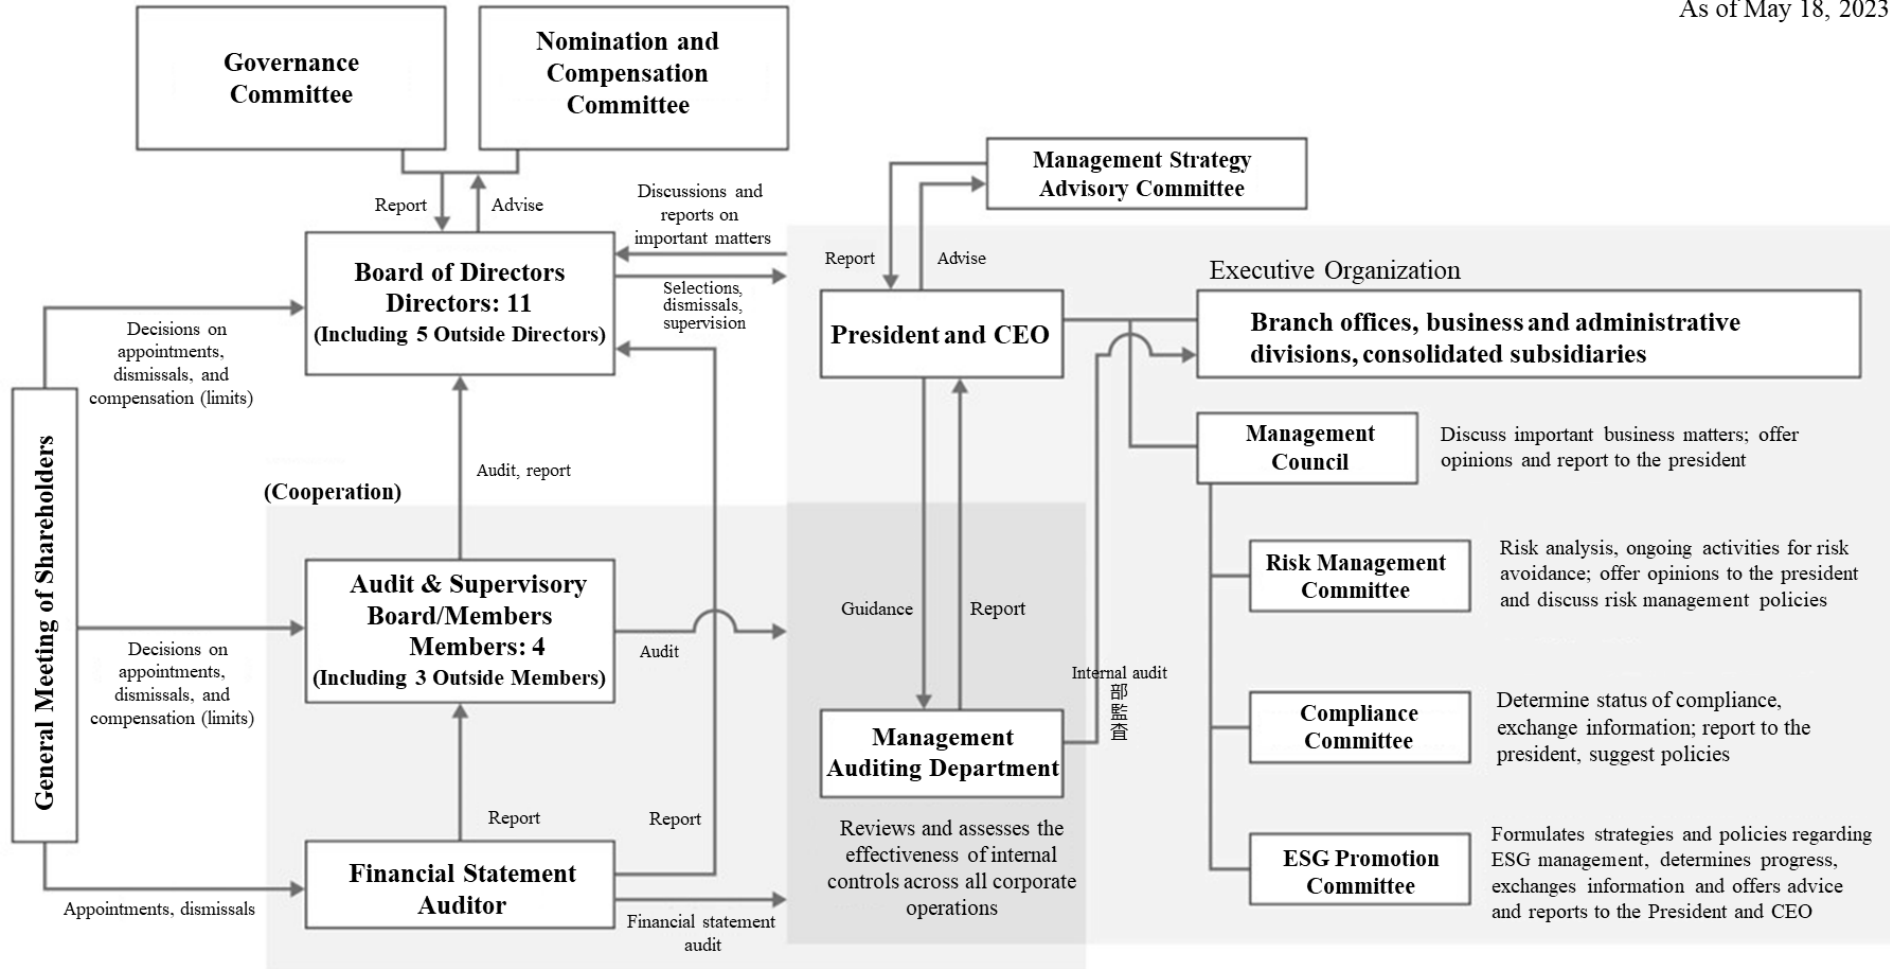 As of May 18, 2023
Governance
Committee
Nomination and
Compensation
Committee
Management Strategy
Advisory Committee
Report
Advise
Discussions and
reports on
important matters
Report
Advise
Executive Organization
Board of Directors
Directors: 11
(Including 5 Outside Directors)
Selections,
dismissals,
supervision
President and CEO
Branch offices, business and administrative
divisions, consolidated subsidiaries
Decisions on
appointments,
dismissals, and
compensation (limits)
General Meeting of Shareholders
Management
Council
Discuss important business matters; offer
opinions and report to the president
Audit, report
(Cooperation)
Risk Management
Committee
Risk analysis, ongoing activities for risk
avoidance; offer opinions to the president
and discuss risk management policies
Audit & Supervisory
Board/Members
Members: 4
(Including 3 Outside Members)
Guidance
Report
Audit
Decisions on
appointments,
dismissals, and
compensation (limits)
Internal audit
部
監
査
Compliance
Committee
Determine status of compliance,
exchange information; report to the
president, suggest policies
Management
Auditing Department
Report
Report
Reviews and assesses the
effectiveness of internal
controls across all corporate
operations
ESG Promotion
Committee
Formulates strategies and policies regarding
ESG management, determines progress,
exchanges information and offers advice
and reports to the President and CEO
Financial Statement
Auditor
Appointments, dismissals
Financial statement
audit